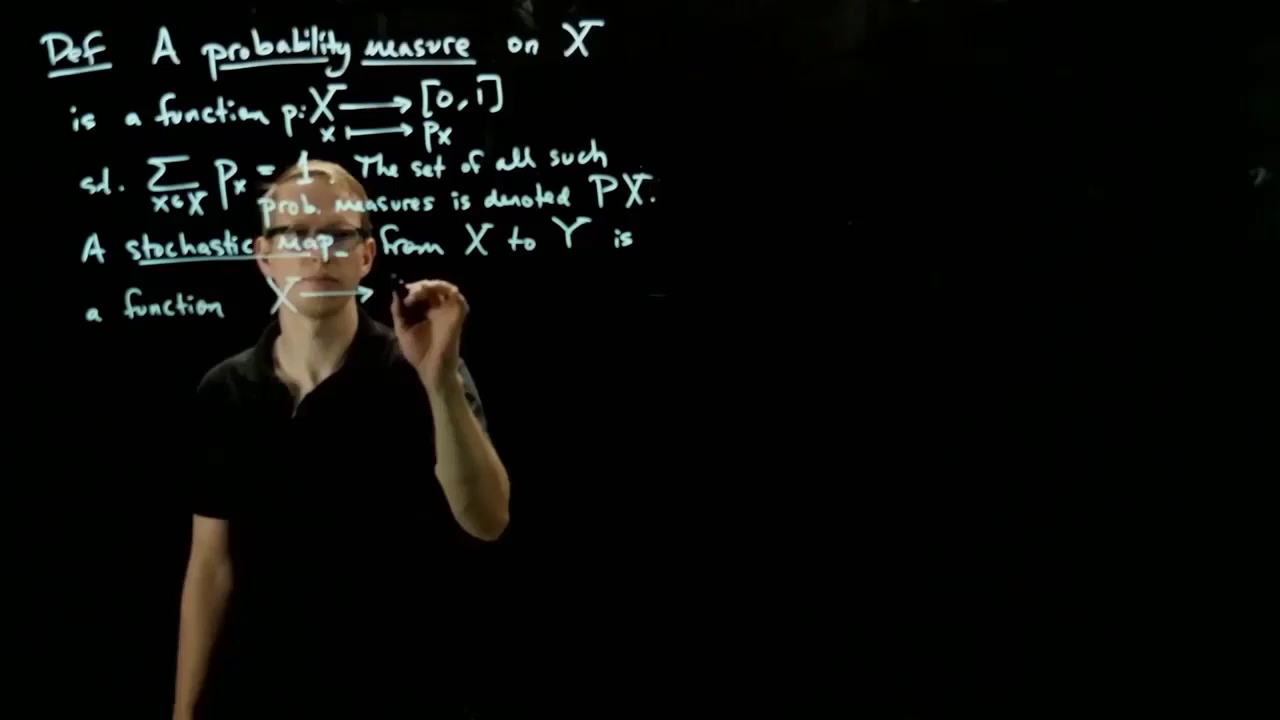 Def A probability measure on X
is a function p: X → [0,1]
x ↦ px
s.t. ∑x∈X px = 1. The set of all such
prob. measures is denoted PX.
A stochastic map from X to Y is
a function X →